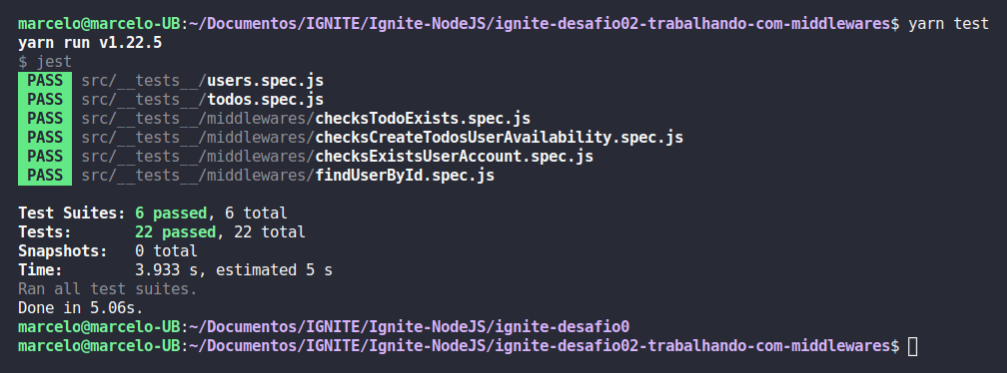 marcelo@marcelo-UB:~/Documentos/IGNITE/Ignite-NodeJS/ignite-desafio02-trabalhando-com-middlewares$ yarn test
yarn run v1.22.5
$ jest
PASS src/__tests__/users.spec.js
PASS src/__tests__/todos.spec.js
PASS src/__tests__/middlewares/checksTodoExists.spec.js
PASS src/__tests__/middlewares/checksCreateTodosUserAvailability.spec.js
PASS src/__tests__/middlewares/checksExistsUserAccount.spec.js
PASS src/__tests__/middlewares/findUserById.spec.js
Test Suites: 6 passed, 6 total
Tests: 22 passed, 22 total
Snapshots: 0 total
Time: 3.933 s, estimated 5 s
Ran all test suites.
Done in 5.06s.
marcelo@marcelo-UB:~/Documentos/IGNITE/Ignite-NodeJS/ignite-desafio0
marcelo@marcelo-UB:~/Documentos/IGNITE/Ignite-NodeJS/ignite-desafio02-trabalhando-com-middlewares$